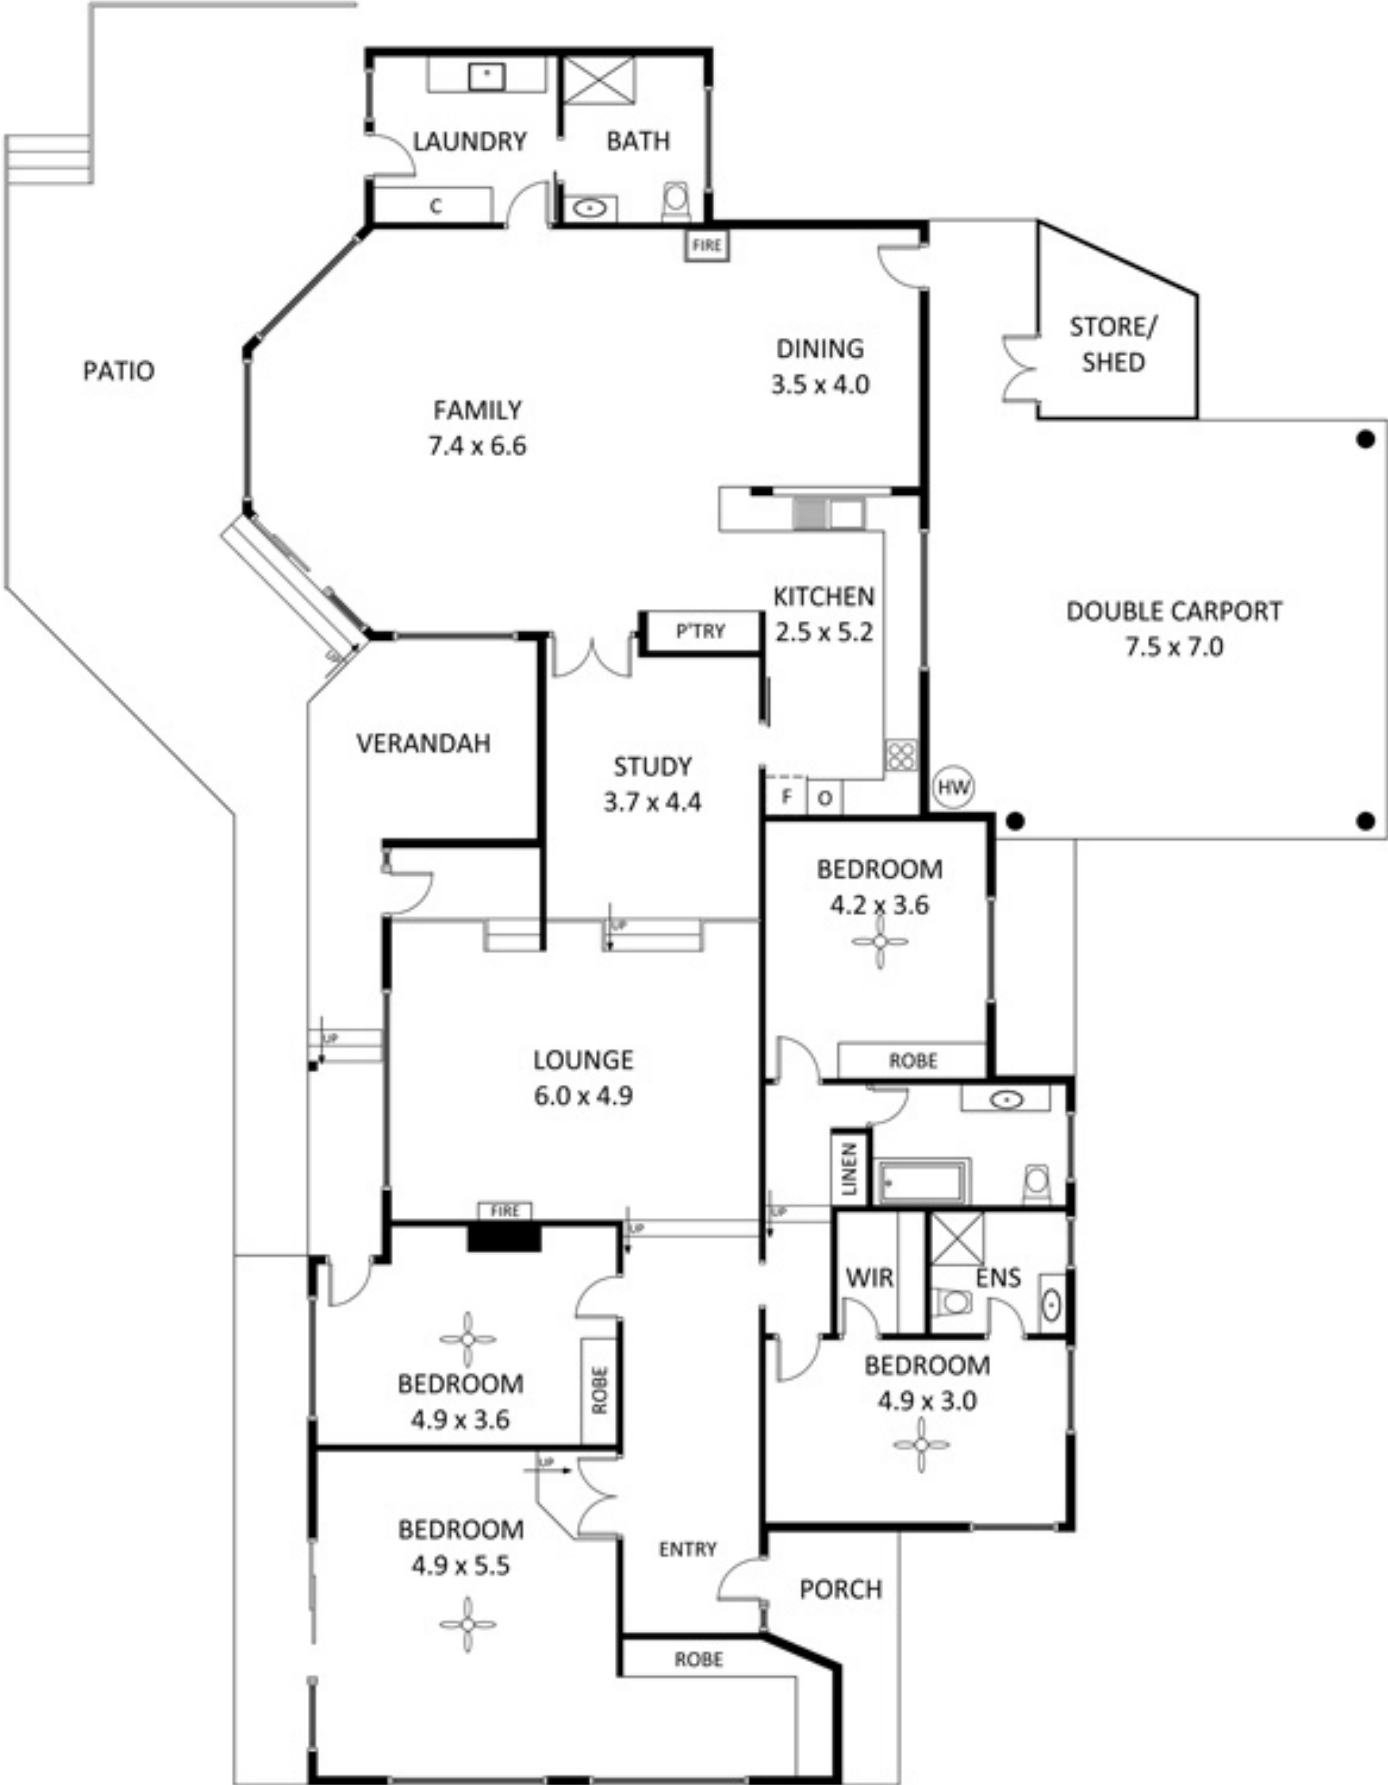 LAUNDRY
BATH
C
FIRE
STORE/
SHED
DINING
3.5 x 4.0
PATIO
FAMILY
7.4 x 6.6
KITCHEN
2.5 x 5.2
DOUBLE CARPORT
7.5 x 7.0
P'TRY
UP
VERANDAH
STUDY
3.7 x 4.4
F
O
HW
BEDROOM
4.2 x 3.6
UP
UP
LOUNGE
6.0 x 4.9
ROBE
LINEN
FIRE
UP
UP
WIR
ENS
BEDROOM
4.9 x 3.6
ROBE
BEDROOM
4.9 x 3.0
UP
BEDROOM
4.9 x 5.5
ENTRY
PORCH
ROBE